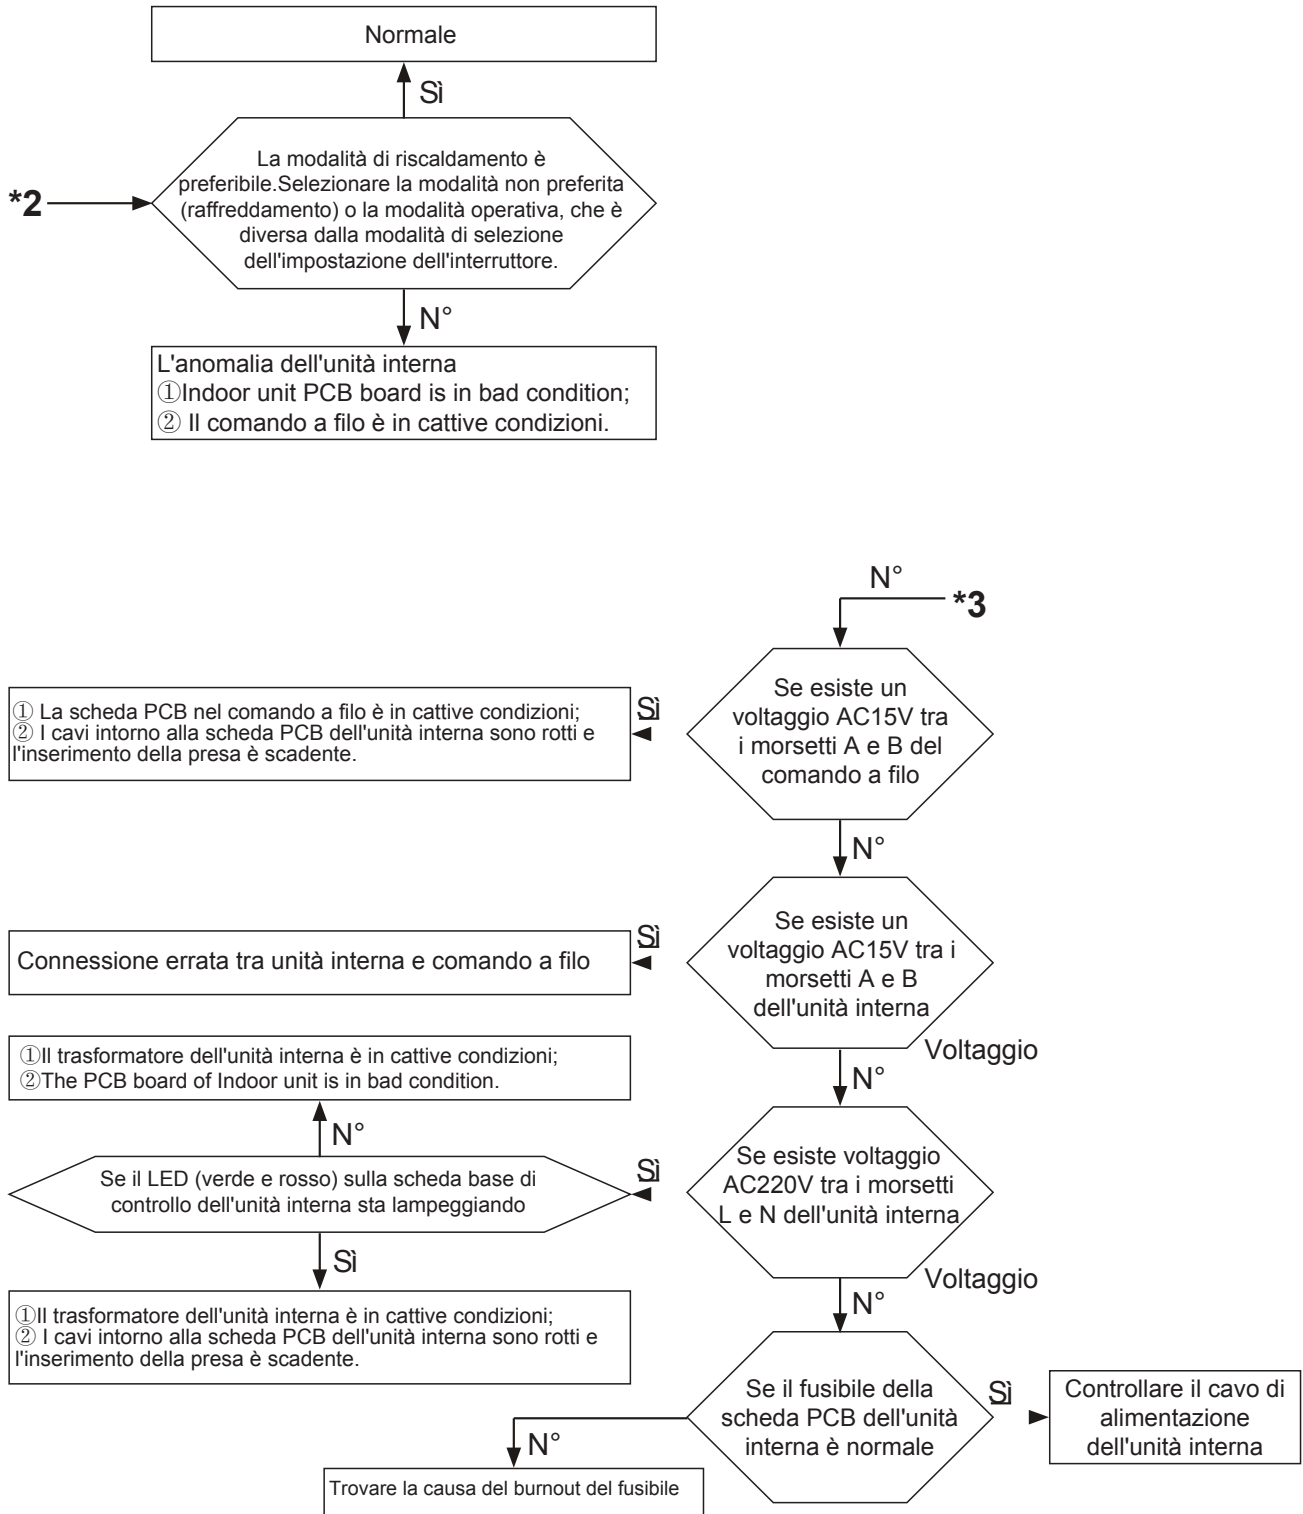 Normale
Sì
*2
La modalità di riscaldamento è
preferibile.Selezionare la modalità non preferita
(raffreddamento) o la modalità operativa, che è
diversa dalla modalità di selezione
dell'impostazione dell'interruttore.
N°
L'anomalia dell'unità interna
①Indoor unit PCB board is in bad condition;
② Il comando a filo è in cattive condizioni.
N°
*3
Se esiste un
voltaggio AC15V tra
i morsetti A e B del
comando a filo
Sì
① La scheda PCB nel comando a filo è in cattive condizioni;
② I cavi intorno alla scheda PCB dell'unità interna sono rotti e
l'inserimento della presa è scadente.
N°
Se esiste un
voltaggio AC15V tra i
morsetti A e B
dell'unità interna
Sì
Connessione errata tra unità interna e comando a filo
Voltaggio
N°
①Il trasformatore dell'unità interna è in cattive condizioni;
②The PCB board of Indoor unit is in bad condition.
N°
Se esiste voltaggio
AC220V tra i morsetti
L e N dell'unità interna
Sì
Se il LED (verde e rosso) sulla scheda base di
controllo dell'unità interna sta lampeggiando
Sì
Voltaggio
N°
①Il trasformatore dell'unità interna è in cattive condizioni;
② I cavi intorno alla scheda PCB dell'unità interna sono rotti e
l'inserimento della presa è scadente.
Se il fusibile della
scheda PCB dell'unità
interna è normale
Sì
Controllare il cavo di
alimentazione
dell'unità interna
N°
Trovare la causa del burnout del fusibile